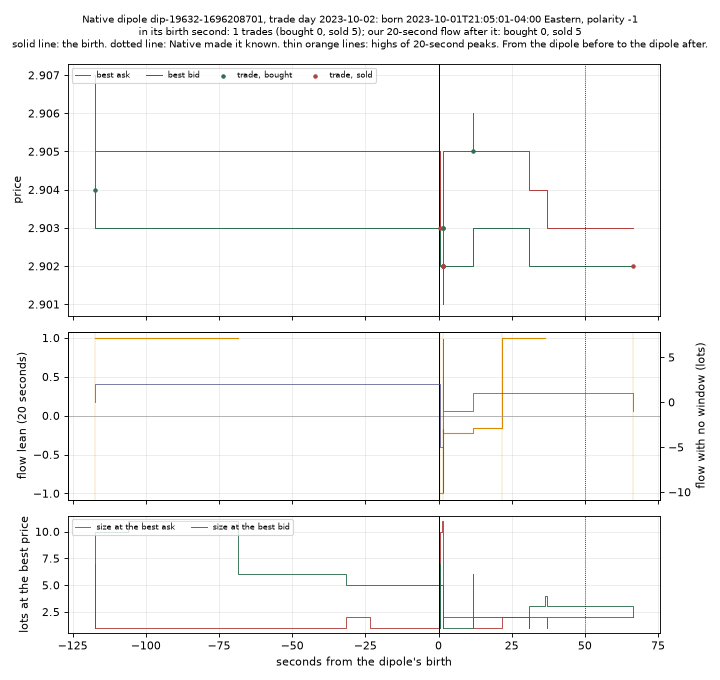 Native dipole dip-19632-1696208701, trade day 2023-10-02: born 2023-10-01T21:05:01-04:00 Eastern, polarity -1
in its birth second: 1 trades (bought 0, sold 5); our 20-second flow after it: bought 0, sold 5
solid line: the birth. dotted line: Native made it known. thin orange lines: highs of 20-second peaks. From the dipole before to the dipole after.
best ask best bid trade, bought trade, sold
2.907
2.906
2.905
2.904
2.903
2.902
2.901
price
1.0
0.5
0.0
−0.5
−1.0
flow lean (20 seconds)
5
0
−5
−10
flow with no window (lots)
size at the best ask size at the best bid
10.0
7.5
5.0
2.5
lots at the best price
−125 −100 −75 −50 −25 0 25 50 75
seconds from the dipole's birth